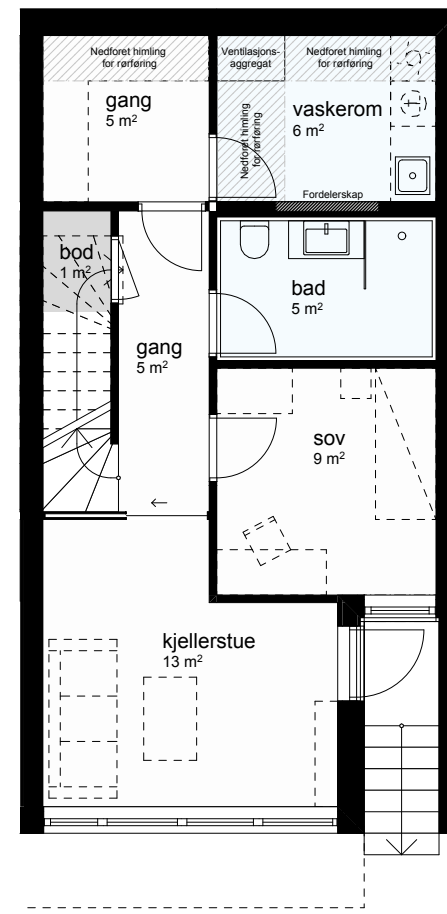 Nedforet himling
for rørføring
Ventilasjons-
aggregat
Nedforet himling
for rørføring
gang
5 m²
vaskerom
6 m²
Nedforet himling
for rørføring
Fordelerskap
bod
1 m²
bad
5 m²
gang
5 m²
sov
9 m²
kjellerstue
13 m²